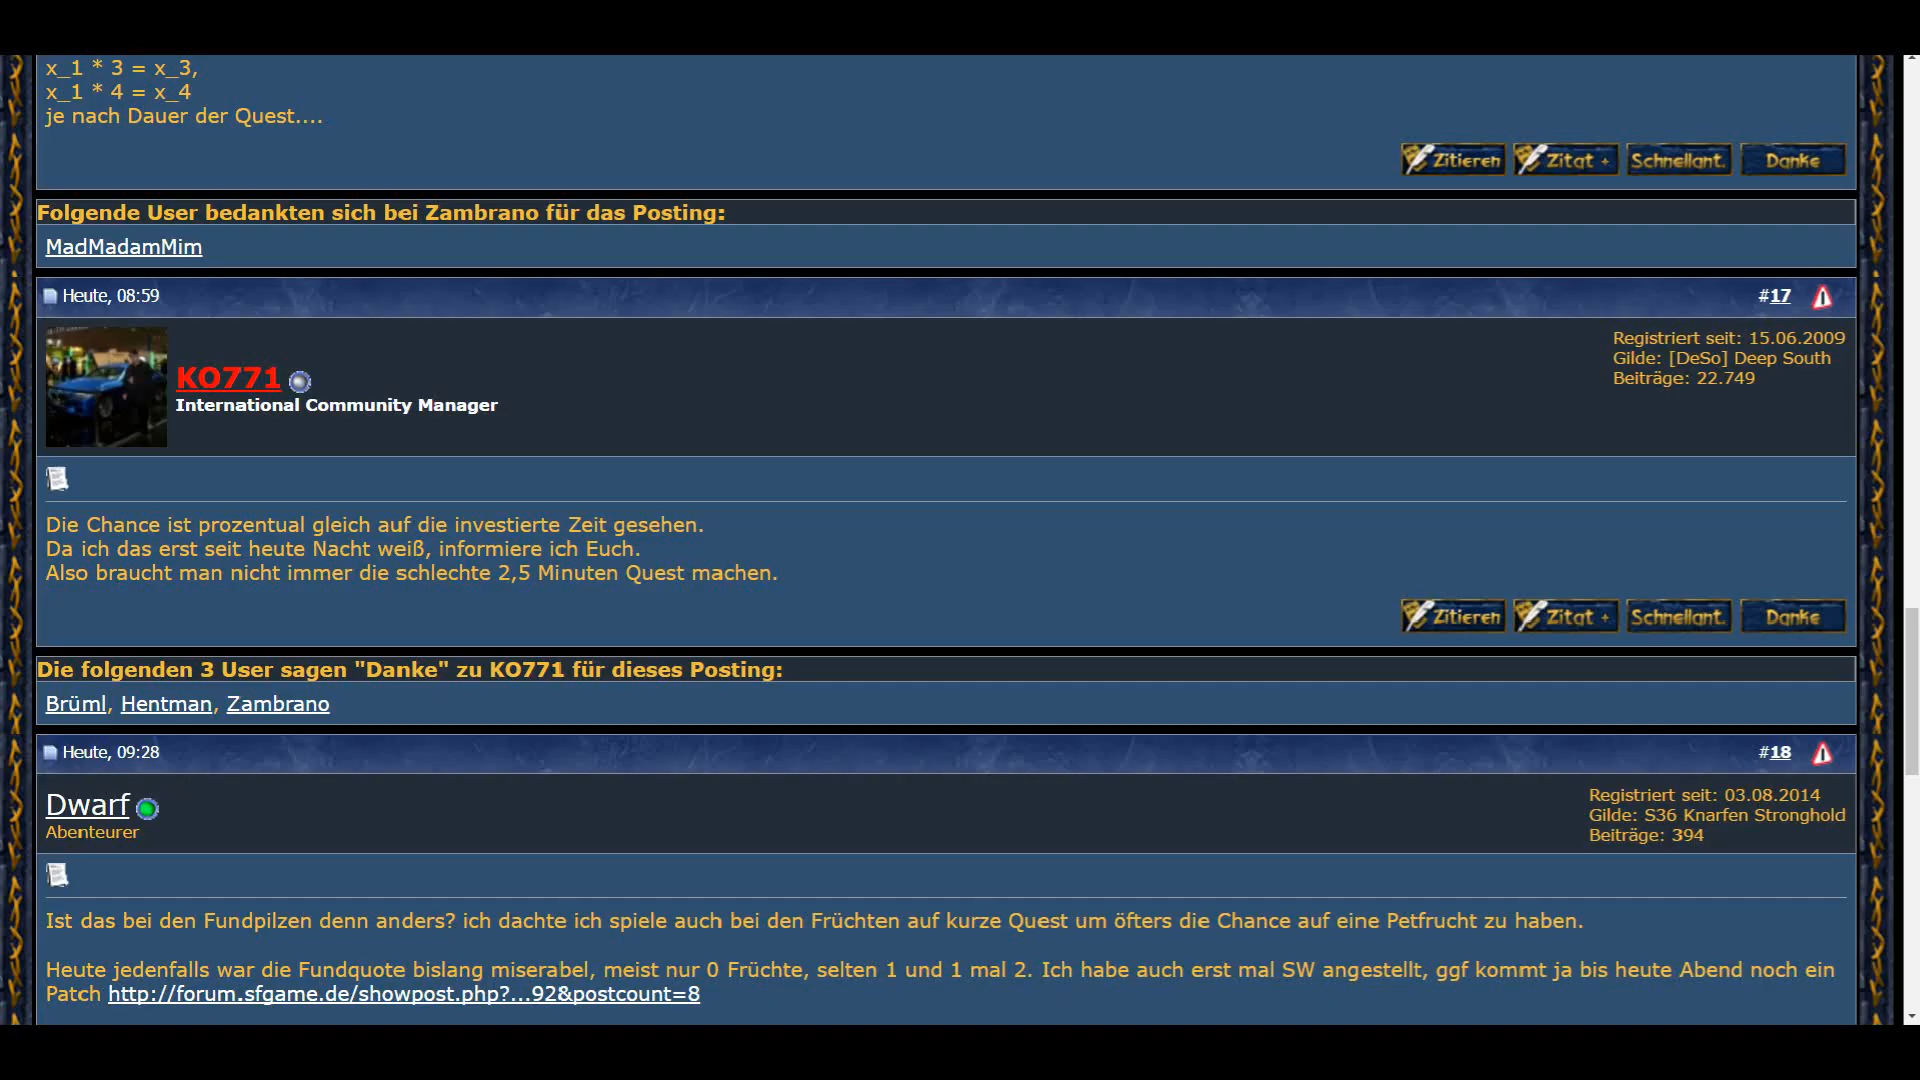 x_1 * 3 = x_3,
x_1 * 4 = x_4
je nach Dauer der Quest....
Zitieren Zitat + Schnellant. Danke
Folgende User bedankten sich bei Zambrano für das Posting:
MadMadamMim
Heute, 08:59 #17
Registriert seit: 15.06.2009
Gilde: [DeSo] Deep South
Beiträge: 22.749
KO771
International Community Manager
Die Chance ist prozentual gleich auf die investierte Zeit gesehen.
Da ich das erst seit heute Nacht weiß, informiere ich Euch.
Also braucht man nicht immer die schlechte 2,5 Minuten Quest machen.
Zitieren Zitat + Schnellant. Danke
Die folgenden 3 User sagen "Danke" zu KO771 für dieses Posting:
Brüml, Hentman, Zambrano
Heute, 09:28 #18
Dwarf
Abenteurer
Registriert seit: 03.08.2014
Gilde: S36 Knarfen Stronghold
Beiträge: 394
Ist das bei den Fundpilzen denn anders? ich dachte ich spiele auch bei den Früchten auf kurze Quest um öfters die Chance auf eine Petfrucht zu haben.
Heute jedenfalls war die Fundquote bislang miserabel, meist nur 0 Früchte, selten 1 und 1 mal 2. Ich habe auch erst mal SW angestellt, ggf kommt ja bis heute Abend noch ein
Patch http://forum.sfgame.de/showpost.php?...92&postcount=8